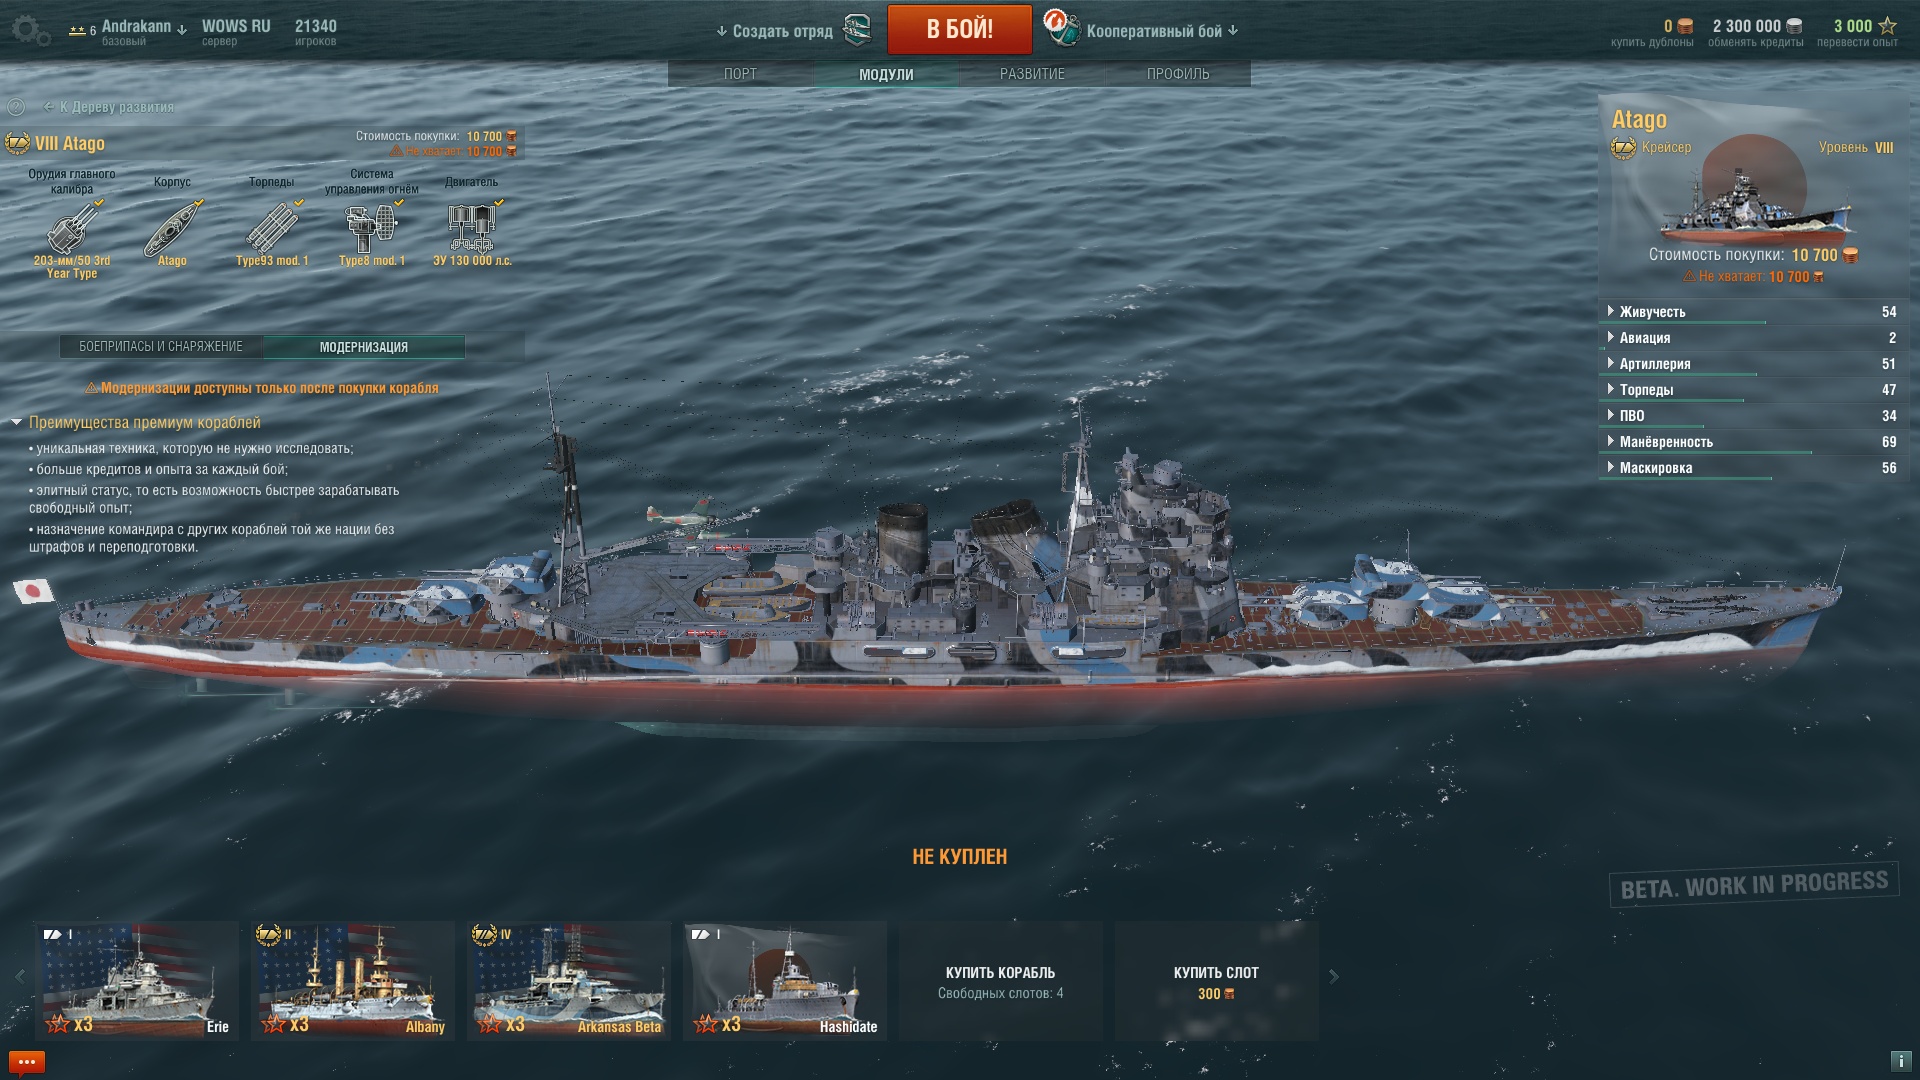 6 Andrakann
базовый
WOWS RU
сервер
21340
игроков
Создать отряд
В БОЙ!
Кооперативный бой
0
купить дублоны
2 300 000
обменять кредиты
3 000
перевести опыт
ПОРТ
МОДУЛИ
РАЗВИТИЕ
ПРОФИЛЬ
? К Дереву развития
VIII Atago
Стоимость покупки: 10 700
Не хватает: 10 700
Орудия главного
калибра
Корпус
Торпеды
Система
управления огнём
Двигатель
203-мм/50 3rd
Year Type
Atago
Type93 mod. 1
Type8 mod. 1
ЭУ 130 000 л.с.
БОЕПРИПАСЫ И СНАРЯЖЕНИЕ
МОДЕРНИЗАЦИЯ
Модернизации доступны только после покупки корабля
Преимущества премиум кораблей
• уникальная техника, которую не нужно исследовать;
• больше кредитов и опыта за каждый бой;
• элитный статус, то есть возможность быстрее зарабатывать
свободный опыт;
• назначение командира с других кораблей той же нации без
штрафов и переподготовки.
Atago
Крейсер
Уровень VIII
Стоимость покупки: 10 700
Не хватает: 10 700
Живучесть 54
Авиация 2
Артиллерия 51
Торпеды 47
ПВО 34
Манёвренность 69
Маскировка 56
НЕ КУПЛЕН
BETA. WORK IN PROGRESS
I
x3
Erie
II
x3
Albany
IV
x3
Arkansas Beta
I
x3
Hashidate
КУПИТЬ КОРАБЛЬ
Свободных слотов: 4
КУПИТЬ СЛОТ
300
i